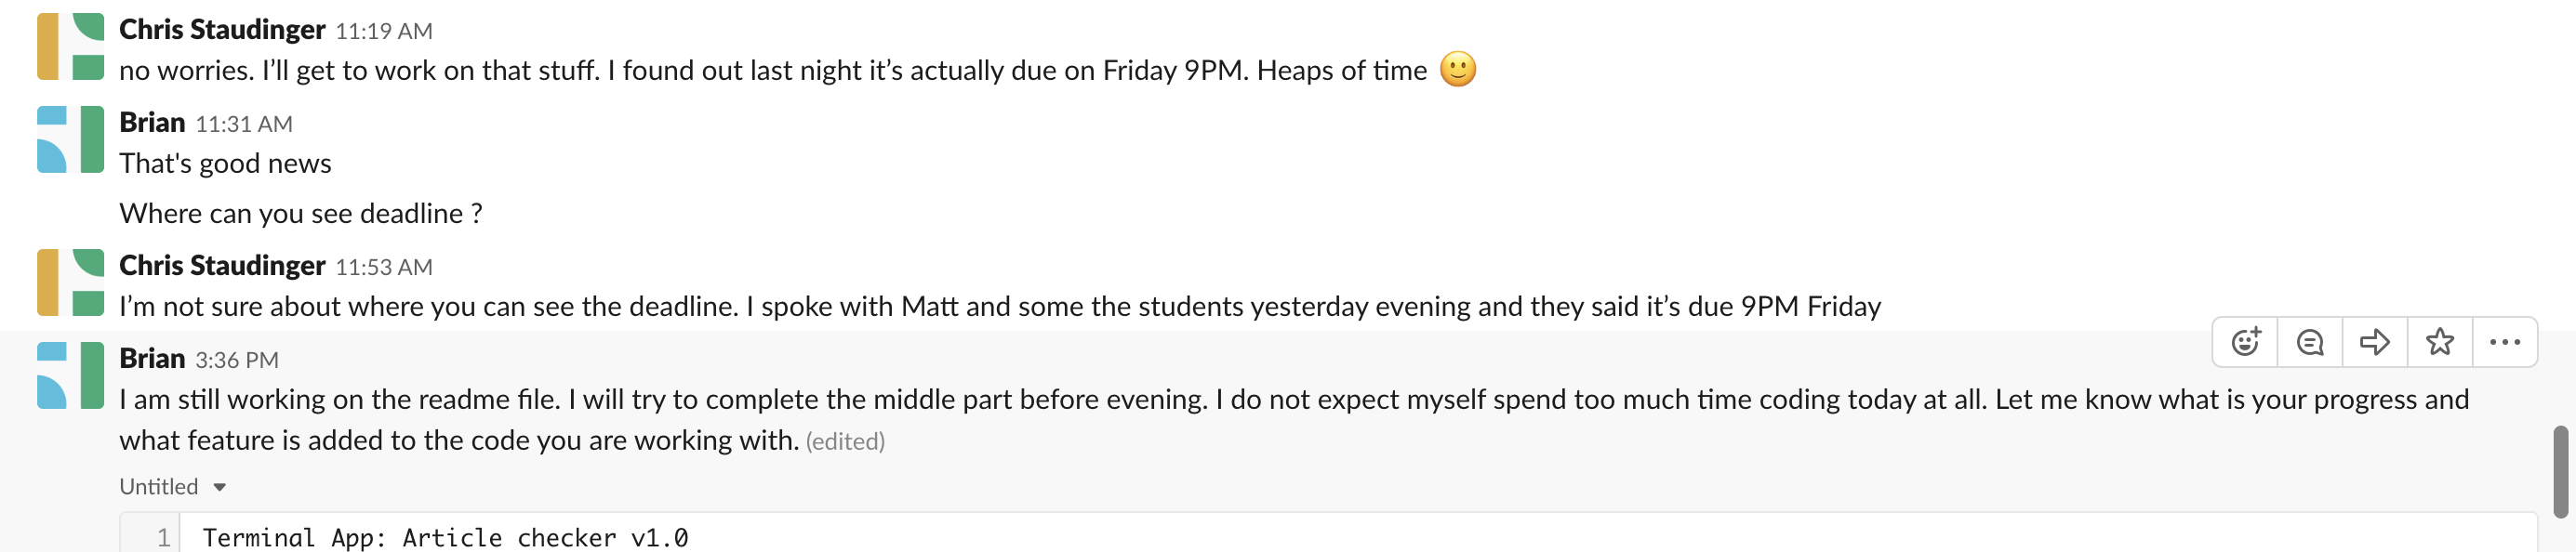 Chris Staudinger 11:19 AM
no worries. I’ll get to work on that stuff. I found out last night it’s actually due on Friday 9PM. Heaps of time 🙂
Brian 11:31 AM
That's good news
Where can you see deadline ?
Chris Staudinger 11:53 AM
I’m not sure about where you can see the deadline. I spoke with Matt and some the students yesterday evening and they said it’s due 9PM Friday
Brian 3:36 PM
I am still working on the readme file. I will try to complete the middle part before evening. I do not expect myself spend too much time coding today at all. Let me know what is your progress and
what feature is added to the code you are working with. (edited)
Untitled
1 Terminal App: Article checker v1.0